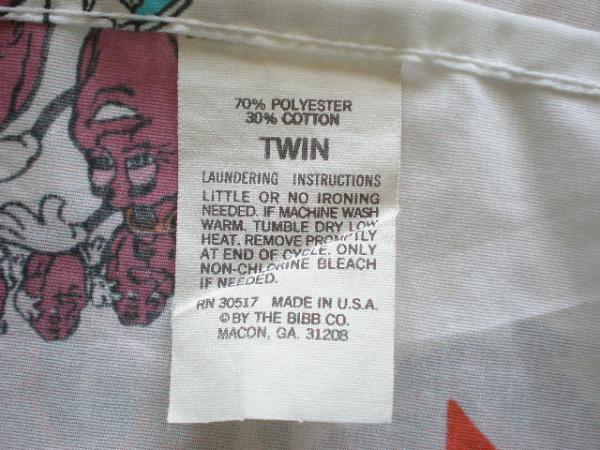 70% POLYESTER
30% COTTON
TWIN
LAUNDERING INSTRUCTIONS
LITTLE OR NO IRONING
NEEDED. IF MACHINE WASH
WARM. TUMBLE DRY LOW
HEAT. REMOVE PROMPTLY
AT END OF CYCLE. ONLY
NON-CHLORINE BLEACH
IF NEEDED.
RN 30517 MADE IN U.S.A.
© BY THE BIBB CO.
MACON, GA. 31208